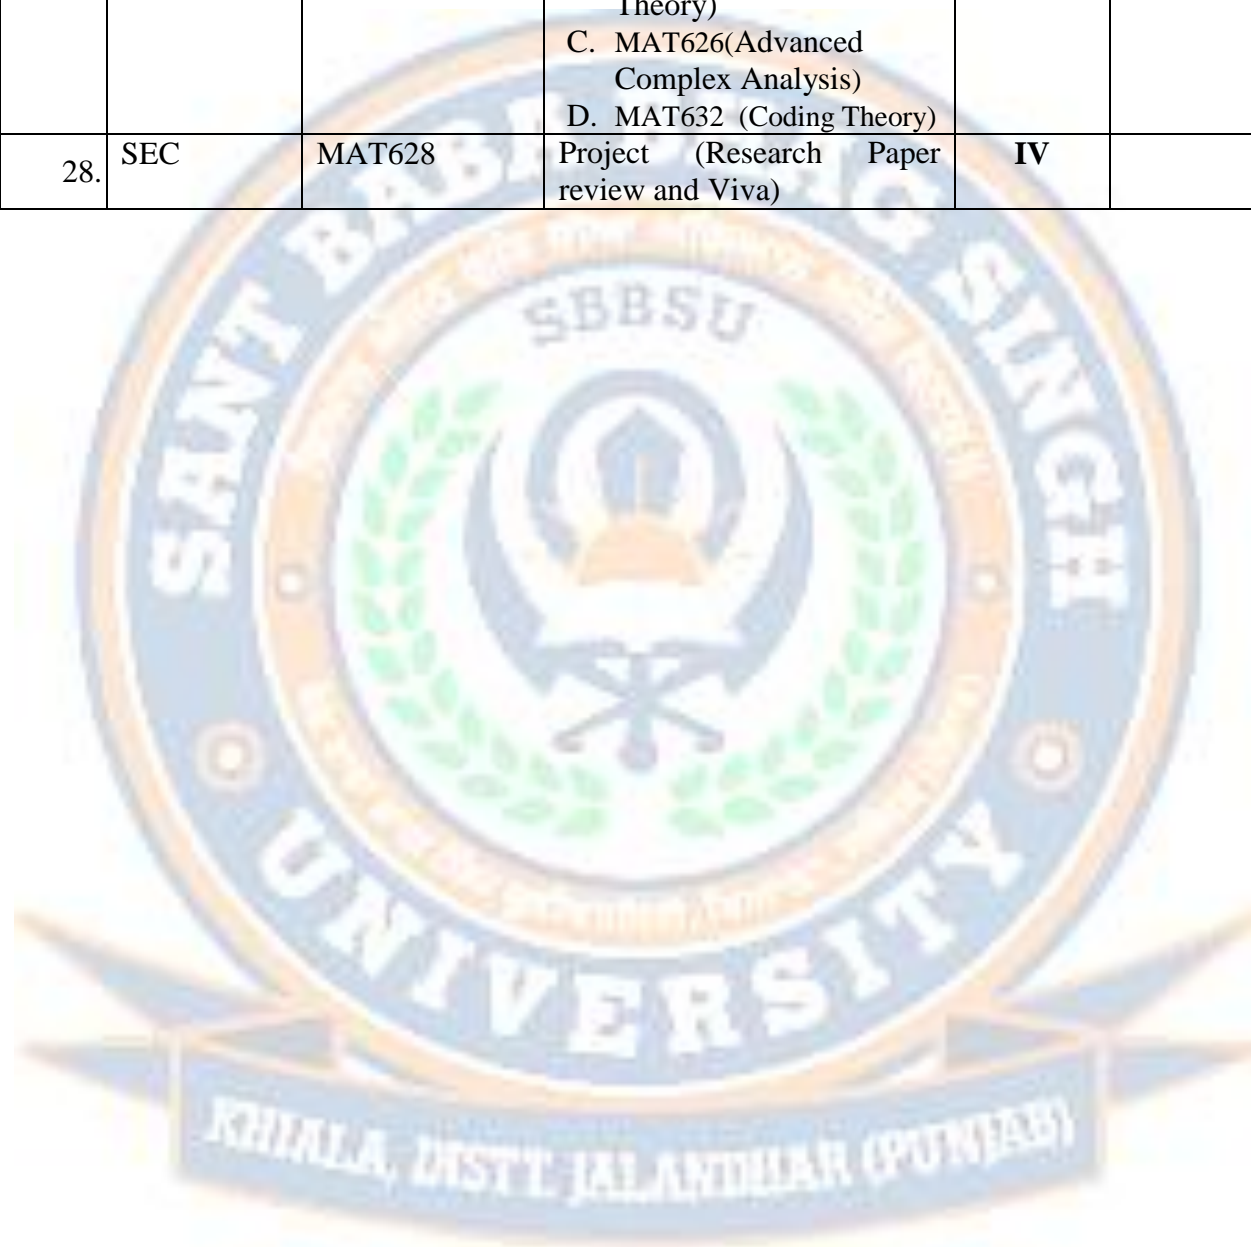 Theory)
C. MAT626(Advanced
Complex Analysis)
D. MAT632 (Coding Theory)
28. SEC MAT628 Project (Research Paper IV
review and Viva)
SANT BABA BHAG SINGH
SBBSU
UNIVERSITY
KHIALA, DISTT. JALANDHAR (PUNJAB)